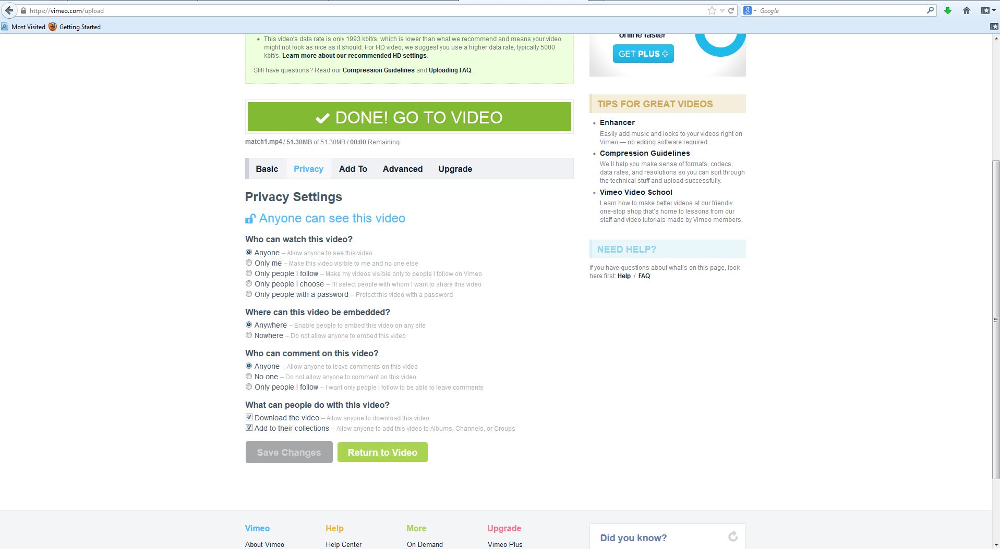 https://vimeo.com/upload
Google
Most Visited
Getting Started
This video's data rate is only 1993 kbit/s, which is lower than what we recommend and means your video
might not look as nice as it should. For HD video, we suggest you use a higher data rate, typically 5000
kbit/s. Learn more about our recommended HD settings.
Still have questions? Read our Compression Guidelines and Uploading FAQ.
DONE! GO TO VIDEO
match1.mp4 / 51.30MB of 51.30MB / 00:00 Remaining
Basic
Privacy
Add To
Advanced
Upgrade
Privacy Settings
Anyone can see this video
Who can watch this video?
Anyone – Allow anyone to see this video
Only me – Make this video visible to me and no one else
Only people I follow – Make my videos visible only to people I follow on Vimeo
Only people I choose – I'll select people with whom I want to share this video
Only people with a password – Protect this video with a password
Where can this video be embedded?
Anywhere – Enable people to embed this video on any site
Nowhere – Do not allow anyone to embed this video
Who can comment on this video?
Anyone – Allow anyone to leave comments on this video
No one – Do not allow anyone to comment on this video
Only people I follow – I want only people I follow to be able to leave comments
What can people do with this video?
Download the video – Allow anyone to download this video
Add to their collections – Allow anyone to add this video to Albums, Channels, or Groups
Save Changes
Return to Video
online faster
GET PLUS
TIPS FOR GREAT VIDEOS
Enhancer
Easily add music and looks to your videos right on
Vimeo — no editing software required.
Compression Guidelines
We'll help you make sense of formats, codecs,
data rates, and resolutions so you can sort through
the technical stuff and upload successfully.
Vimeo Video School
Learn how to make better videos at our friendly
one-stop shop that's home to lessons from our
staff and video tutorials made by Vimeo members.
NEED HELP?
If you have questions about what's on this page, look
here first: Help / FAQ
Vimeo
About Vimeo
Help
Help Center
More
On Demand
Upgrade
Vimeo Plus
Did you know?